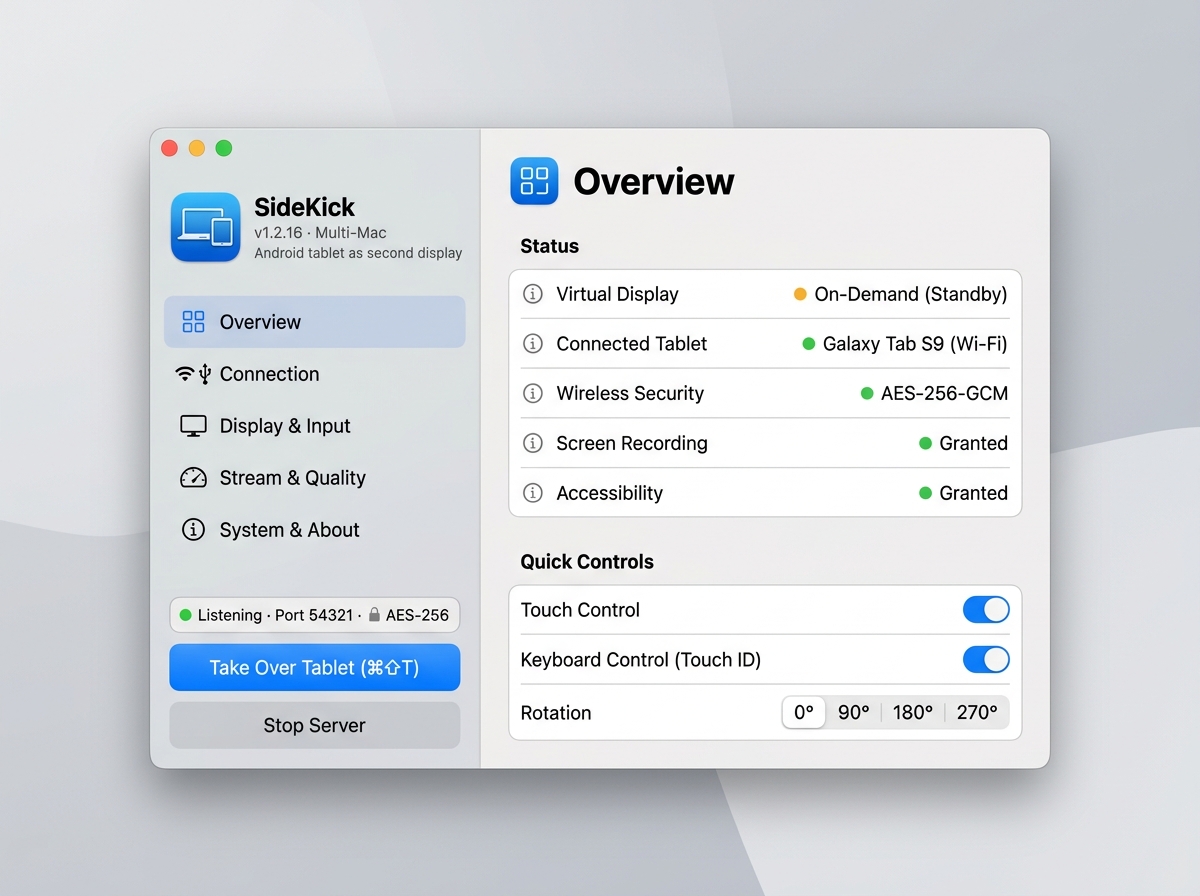 SideKick
v1.2.16 · Multi-Mac
Android tablet as second display
Overview
Connection
Display & Input
Stream & Quality
System & About
Listening · Port 54321 · AES-256
Take Over Tablet (⌘⇧T)
Stop Server
Overview
Status
Virtual Display On-Demand (Standby)
Connected Tablet Galaxy Tab S9 (Wi-Fi)
Wireless Security AES-256-GCM
Screen Recording Granted
Accessibility Granted
Quick Controls
Touch Control
Keyboard Control (Touch ID)
Rotation 0° 90° 180° 270°